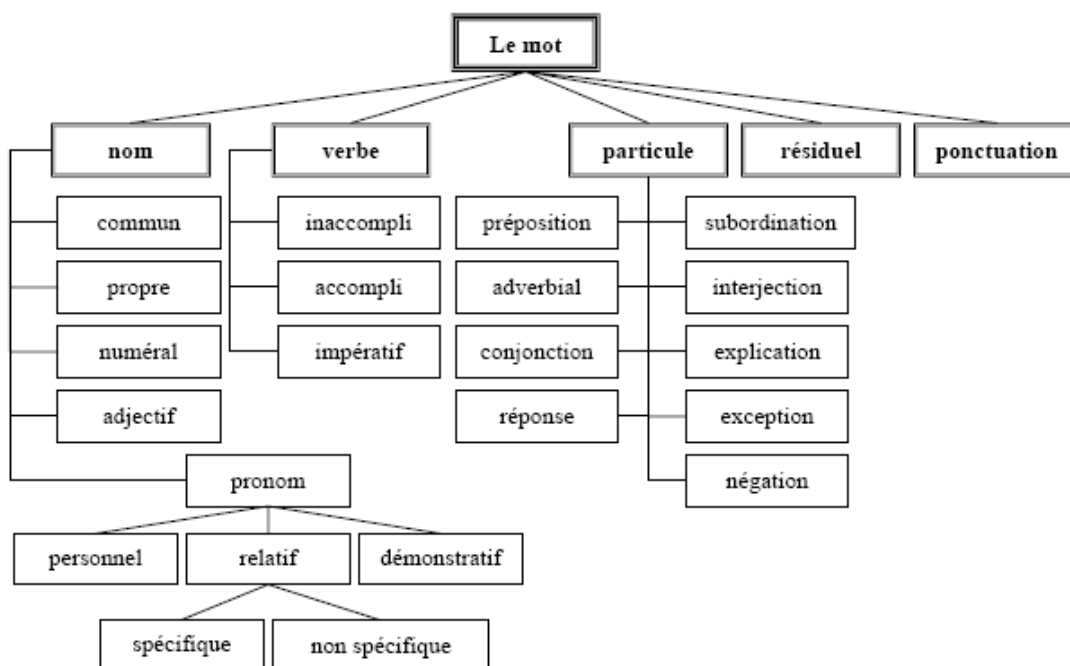 Le mot
nom
verbe
particule
résiduel
ponctuation
commun
inaccompli
préposition
subordination
propre
accompli
adverbial
interjection
numéral
impératif
conjonction
explication
adjectif
réponse
exception
pronom
négation
personnel
relatif
démonstratif
spécifique
non spécifique